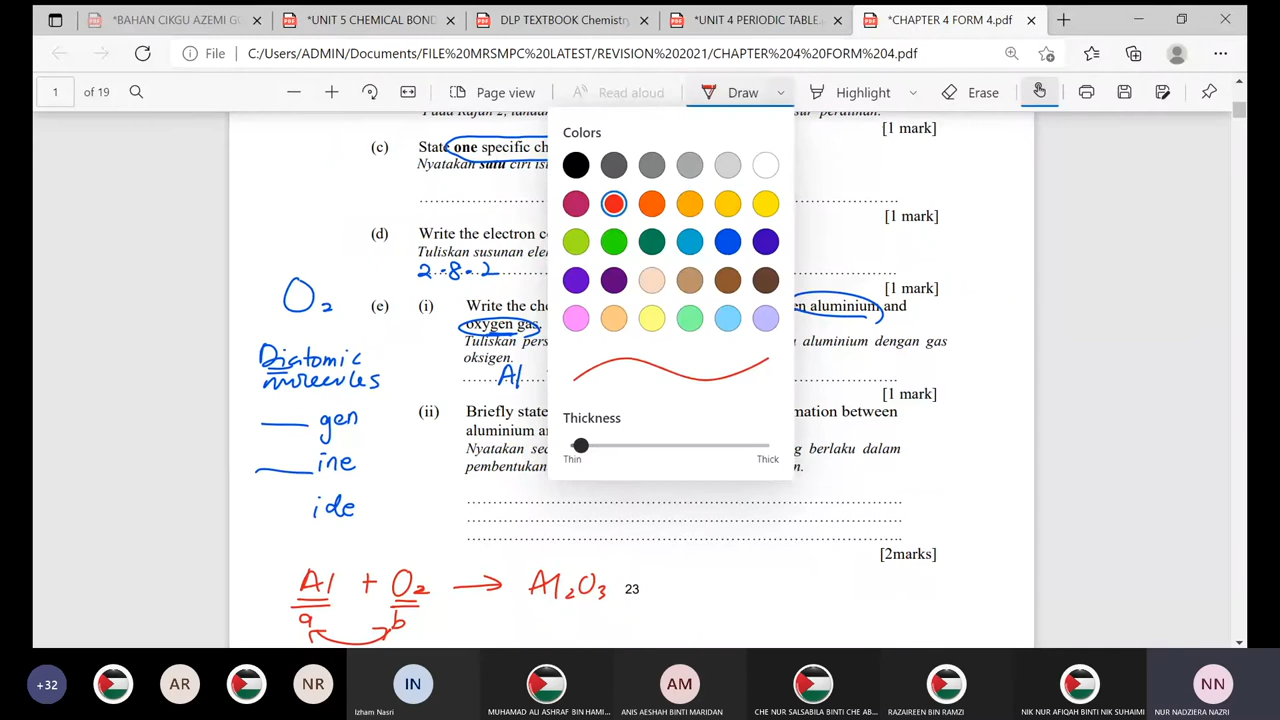 *BAHAN CIKGU AZEMI GO
*UNIT 5 CHEMICAL BOND
DLP TEXTBOOK Chemistry
*UNIT 4 PERIODIC TABLE.
*CHAPTER 4 FORM 4.pdf
File
C:/Users/ADMIN/Documents/FILE%20MRSMPC%20LATEST/REVISION%202021/CHAPTER%204%20FORM%204.pdf
1 of 19
Page view
Read aloud
Draw
Highlight
Erase
[1 mark]
(c) State one specific ch
Nyatakan satu ciri
[1 mark]
(d) Write the electron co
Tuliskan susunan ele
2.8.2
[1 mark]
(e) (i) Write the che
n aluminium and
oxygen gas.
Tuliskan pers
aluminium dengan gas
oksigen.
Al
[1 mark]
(ii) Briefly state
mation between
aluminium an
Nyatakan sec
g berlaku dalam
pembentukan
n.
[2marks]
23
O2
Diatomic
molecules
gen
ine
ide
Al + O2 → Al2O3
a b
Colors
Thickness
Thin Thick
+32
AR
NR
IN
Izham Nasri
MUHAMAD ALI ASHRAF BIN HAMI...
AM
ANIS AEISHAH BINTI MARIDAN
CHE NUR SALSABILA BINTI CHE AB...
RAZAIREEN BIN RAMZI
NIK NUR AFIQAH BINTI NIK SUHAIMI
NN
NUR NADZIERA NAZRI